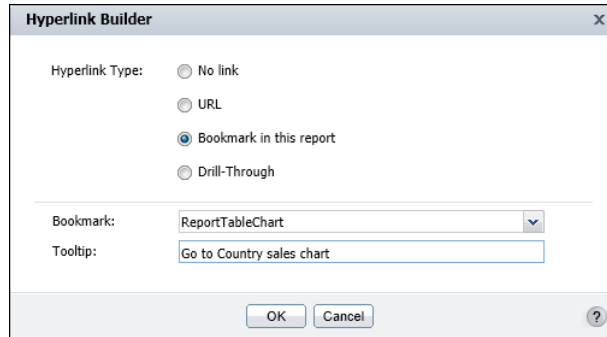 Hyperlink Builder x
Hyperlink Type: No link
URL
Bookmark in this report
Drill-Through
Bookmark: ReportTableChart
Tooltip: Go to Country sales chart
OK Cancel ?